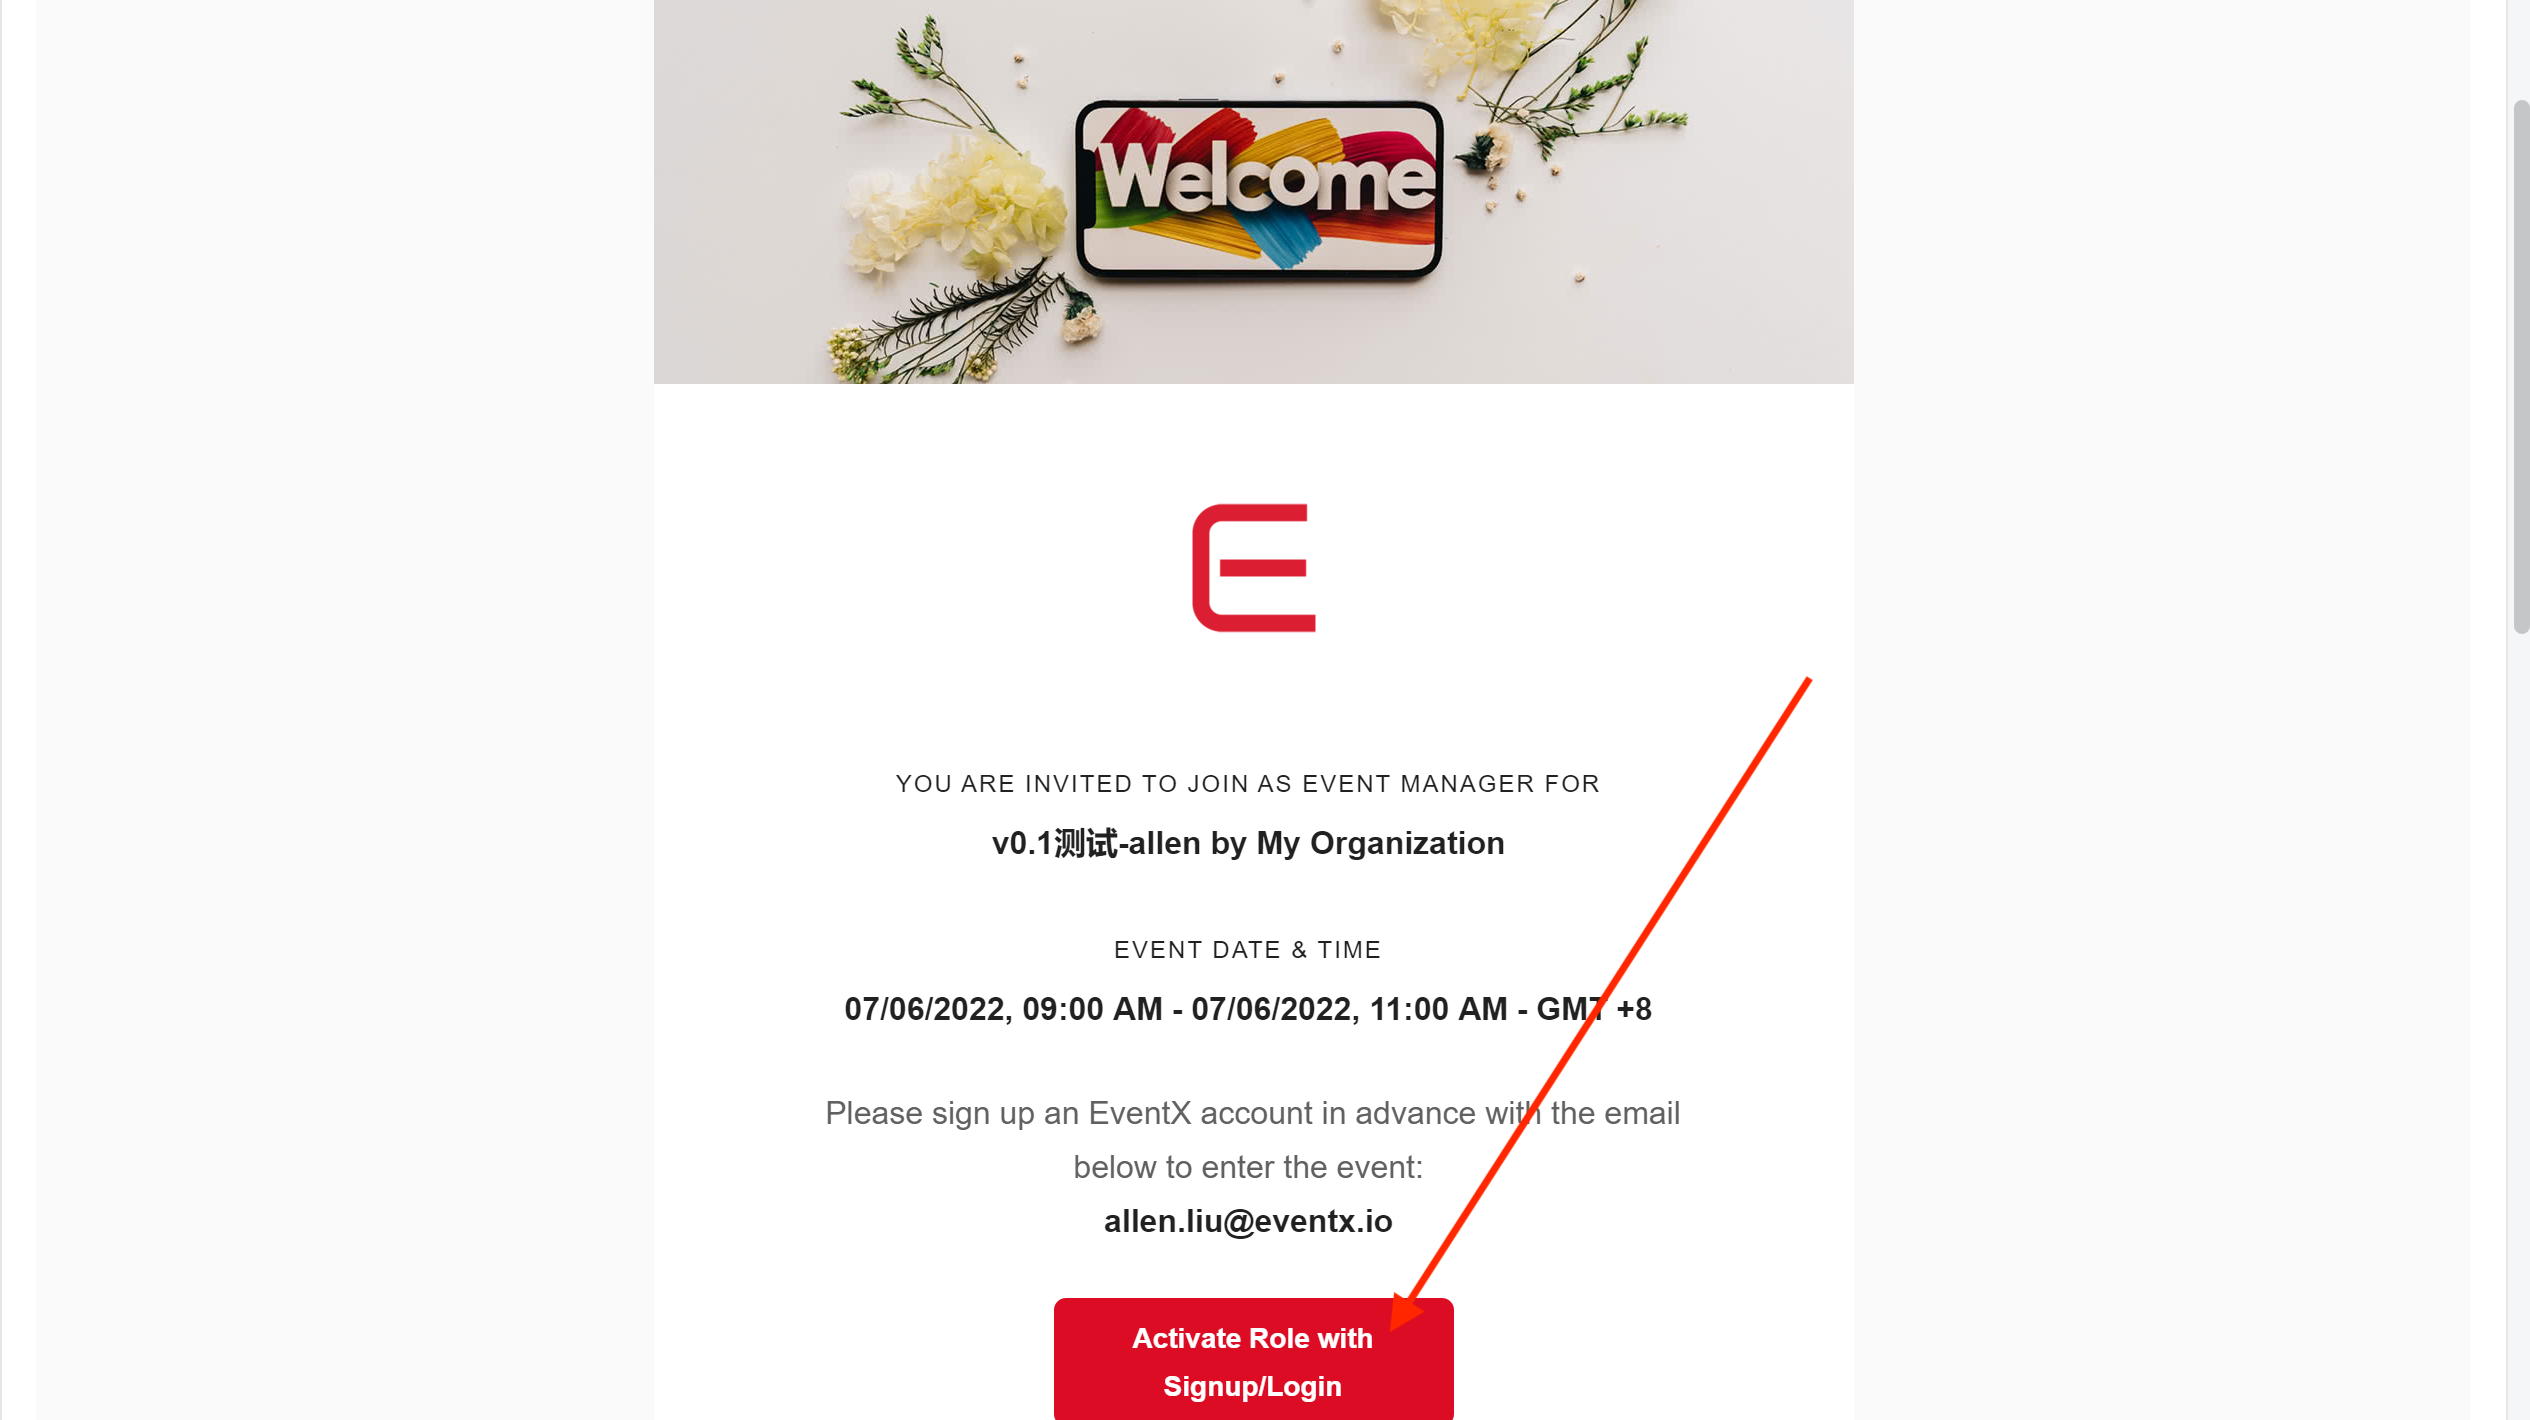 Welcome
YOU ARE INVITED TO JOIN AS EVENT MANAGER FOR
v0.1测试-allen by My Organization
EVENT DATE & TIME
07/06/2022, 09:00 AM - 07/06/2022, 11:00 AM - GMT +8
Please sign up an EventX account in advance with the email
below to enter the event:
allen.liu@eventx.io
Activate Role with
Signup/Login